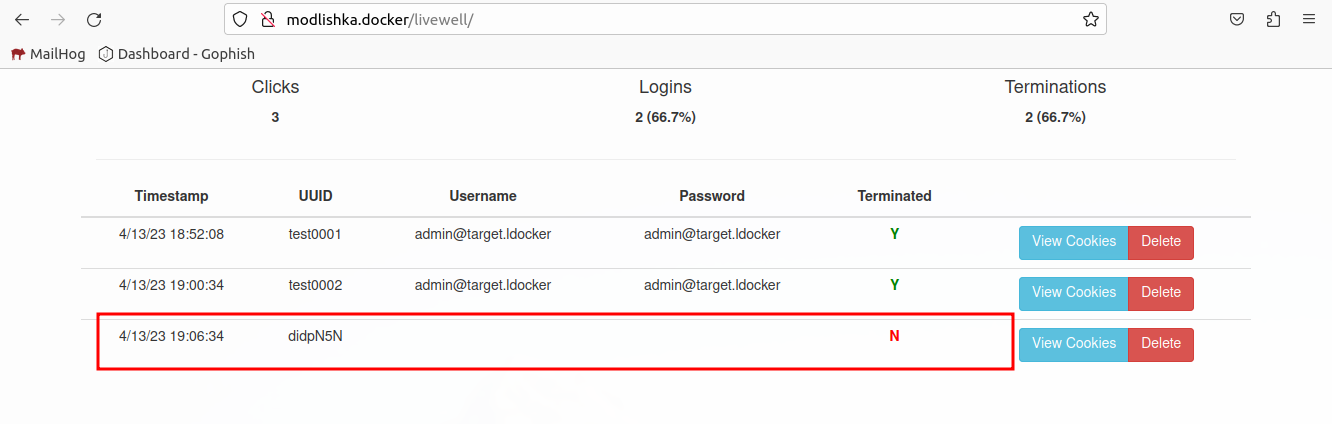 modlishka.docker/livewell/
MailHog Dashboard - Gophish
Clicks Logins Terminations
3 2 (66.7%) 2 (66.7%)
Timestamp UUID Username Password Terminated
4/13/23 18:52:08 test0001 admin@target.ldocker admin@target.ldocker Y View Cookies Delete
4/13/23 19:00:34 test0002 admin@target.ldocker admin@target.ldocker Y View Cookies Delete
4/13/23 19:06:34 didpN5N N View Cookies Delete